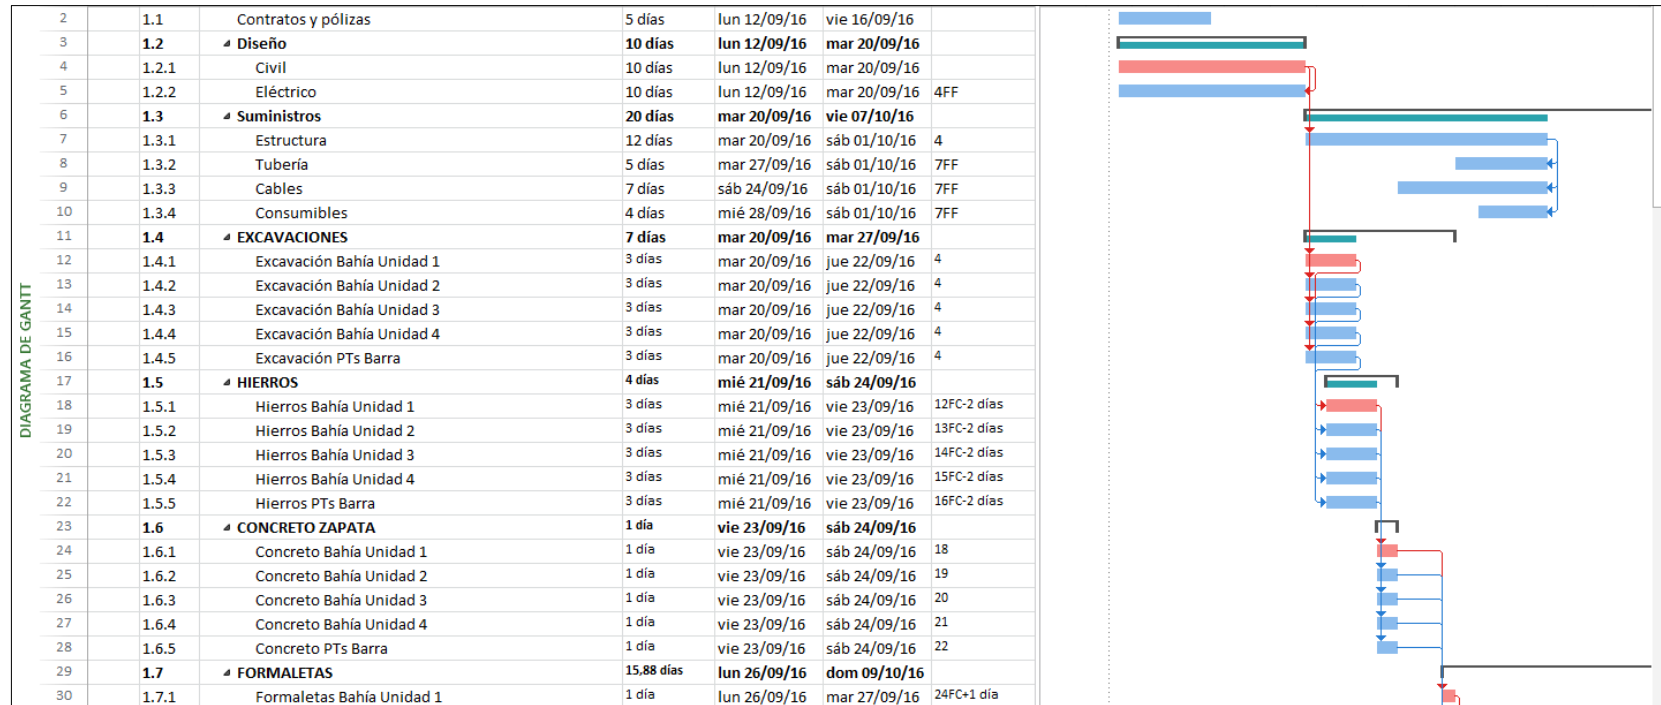 DIAGRAMA DE GANTT
2 1.1 Contratos y pólizas 5 días lun 12/09/16 vie 16/09/16
3 1.2 Diseño 10 días lun 12/09/16 mar 20/09/16
4 1.2.1 Civil 10 días lun 12/09/16 mar 20/09/16
5 1.2.2 Eléctrico 10 días lun 12/09/16 mar 20/09/16 4FF
6 1.3 Suministros 20 días mar 20/09/16 vie 07/10/16
7 1.3.1 Estructura 12 días mar 20/09/16 sáb 01/10/16 4
8 1.3.2 Tubería 5 días mar 27/09/16 sáb 01/10/16 7FF
9 1.3.3 Cables 7 días sáb 24/09/16 sáb 01/10/16 7FF
10 1.3.4 Consumibles 4 días mié 28/09/16 sáb 01/10/16 7FF
11 1.4 EXCAVACIONES 7 días mar 20/09/16 mar 27/09/16
12 1.4.1 Excavación Bahía Unidad 1 3 días mar 20/09/16 jue 22/09/16 4
13 1.4.2 Excavación Bahía Unidad 2 3 días mar 20/09/16 jue 22/09/16 4
14 1.4.3 Excavación Bahía Unidad 3 3 días mar 20/09/16 jue 22/09/16 4
15 1.4.4 Excavación Bahía Unidad 4 3 días mar 20/09/16 jue 22/09/16 4
16 1.4.5 Excavación PTs Barra 3 días mar 20/09/16 jue 22/09/16 4
17 1.5 HIERROS 4 días mié 21/09/16 sáb 24/09/16
18 1.5.1 Hierros Bahía Unidad 1 3 días mié 21/09/16 vie 23/09/16 12FC-2 días
19 1.5.2 Hierros Bahía Unidad 2 3 días mié 21/09/16 vie 23/09/16 13FC-2 días
20 1.5.3 Hierros Bahía Unidad 3 3 días mié 21/09/16 vie 23/09/16 14FC-2 días
21 1.5.4 Hierros Bahía Unidad 4 3 días mié 21/09/16 vie 23/09/16 15FC-2 días
22 1.5.5 Hierros PTs Barra 3 días mié 21/09/16 vie 23/09/16 16FC-2 días
23 1.6 CONCRETO ZAPATA 1 día vie 23/09/16 sáb 24/09/16
24 1.6.1 Concreto Bahía Unidad 1 1 día vie 23/09/16 sáb 24/09/16 18
25 1.6.2 Concreto Bahía Unidad 2 1 día vie 23/09/16 sáb 24/09/16 19
26 1.6.3 Concreto Bahía Unidad 3 1 día vie 23/09/16 sáb 24/09/16 20
27 1.6.4 Concreto Bahía Unidad 4 1 día vie 23/09/16 sáb 24/09/16 21
28 1.6.5 Concreto PTs Barra 1 día vie 23/09/16 sáb 24/09/16 22
29 1.7 FORMALETAS 15,88 días lun 26/09/16 dom 09/10/16
30 1.7.1 Formaletas Bahía Unidad 1 1 día lun 26/09/16 mar 27/09/16 24FC+1 día